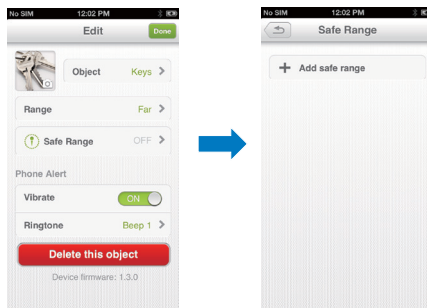 No SIM 12:02 PM
Edit Done
Object Keys
Range Far
Safe Range OFF
Phone Alert
Vibrate ON
Ringtone Beep 1
Delete this object
Device firmware: 1.3.0
No SIM 12:02 PM
Safe Range
+ Add safe range